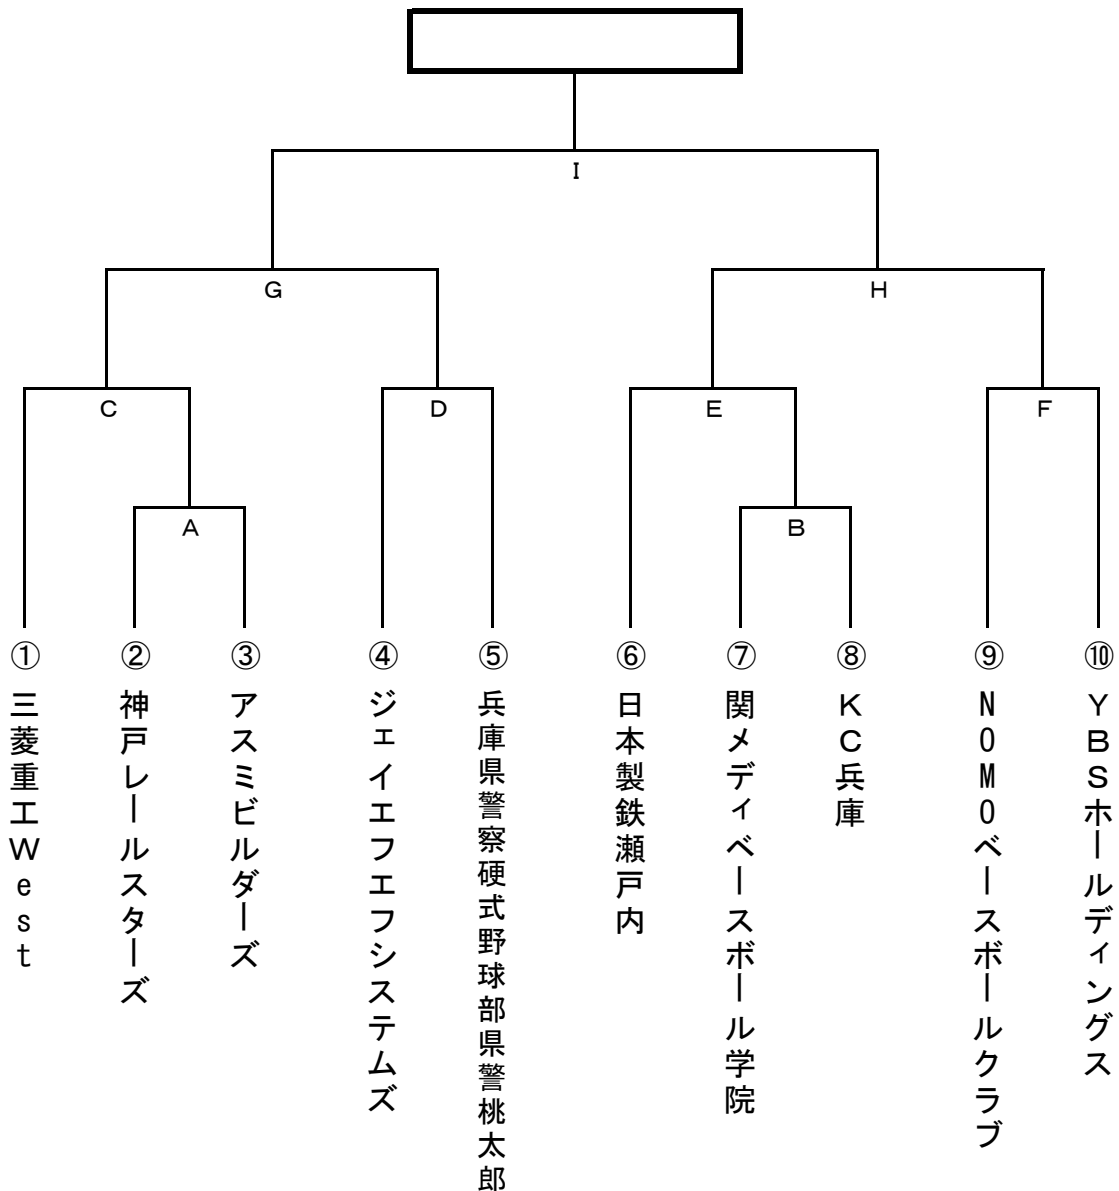 I
G
H
C
D
E
F
A
B
① 三菱重工West
② 神戸レールスターズ
③ アスミビルダーズ
④ ジェイエフエフシステムズ
⑤ 兵庫県警察硬式野球部県警桃太郎
⑥ 日本製鉄瀬戸内
⑦ 関メディベースボール学院
⑧ KC兵庫
⑨ NOMOベースボールクラブ
⑩ YBSホールディングス